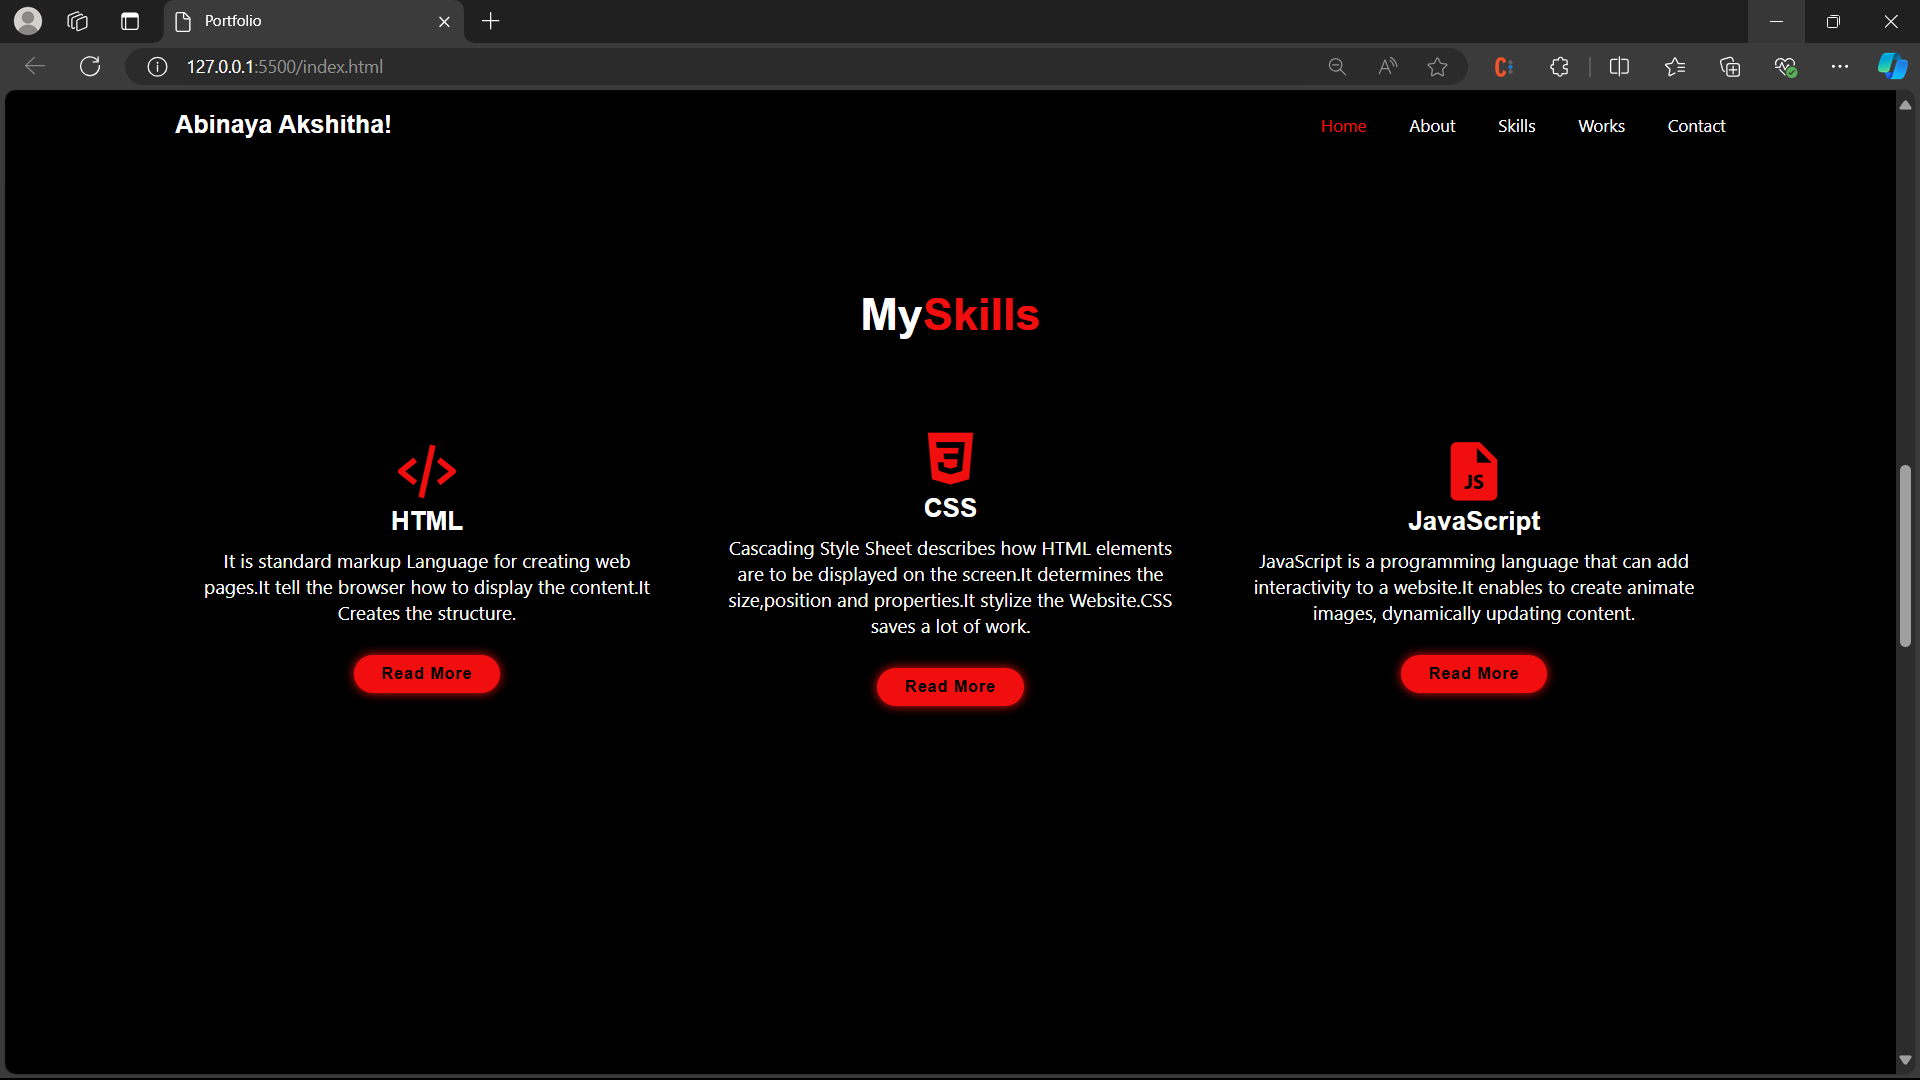 Portfolio
127.0.0.1:5500/index.html
Abinaya Akshitha!
Home About Skills Works Contact
MySkills
HTML
It is standard markup Language for creating web
pages.It tell the browser how to display the content.It
Creates the structure.
Read More
CSS
Cascading Style Sheet describes how HTML elements
are to be displayed on the screen.It determines the
size,position and properties.It stylize the Website.CSS
saves a lot of work.
Read More
JS
JavaScript
JavaScript is a programming language that can add
interactivity to a website.It enables to create animate
images, dynamically updating content.
Read More